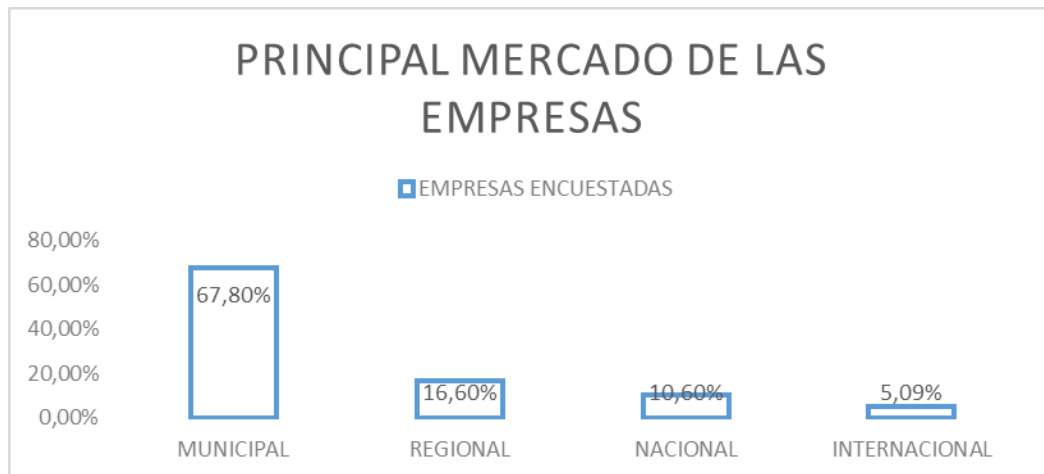 PRINCIPAL MERCADO DE LAS
EMPRESAS
EMPRESAS ENCUESTADAS
80,00%
60,00%
40,00%
20,00%
0,00%
67,80%
16,60%
10,60%
5,09%
MUNICIPAL
REGIONAL
NACIONAL
INTERNACIONAL